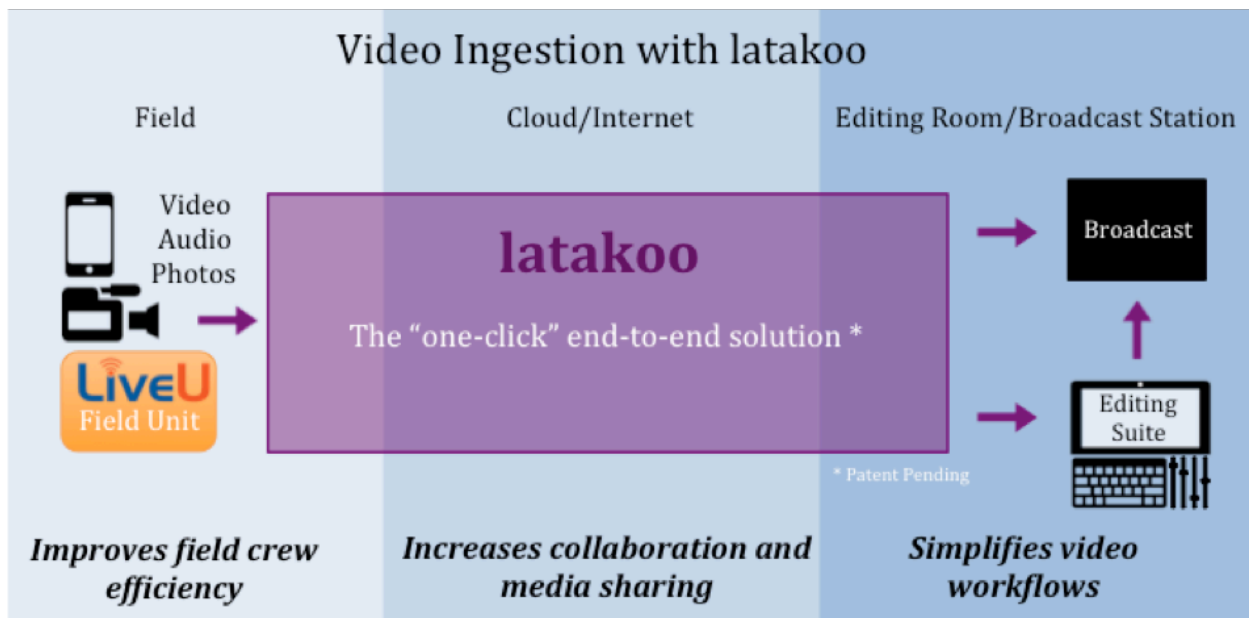 Video Ingestion with latakoo
Field
Cloud/Internet
Editing Room/Broadcast Station
Video
Audio
Photos
LiveU
Field Unit
latakoo
The “one-click” end-to-end solution *
Broadcast
Editing
Suite
* Patent Pending
Improves field crew
efficiency
Increases collaboration and
media sharing
Simplifies video
workflows